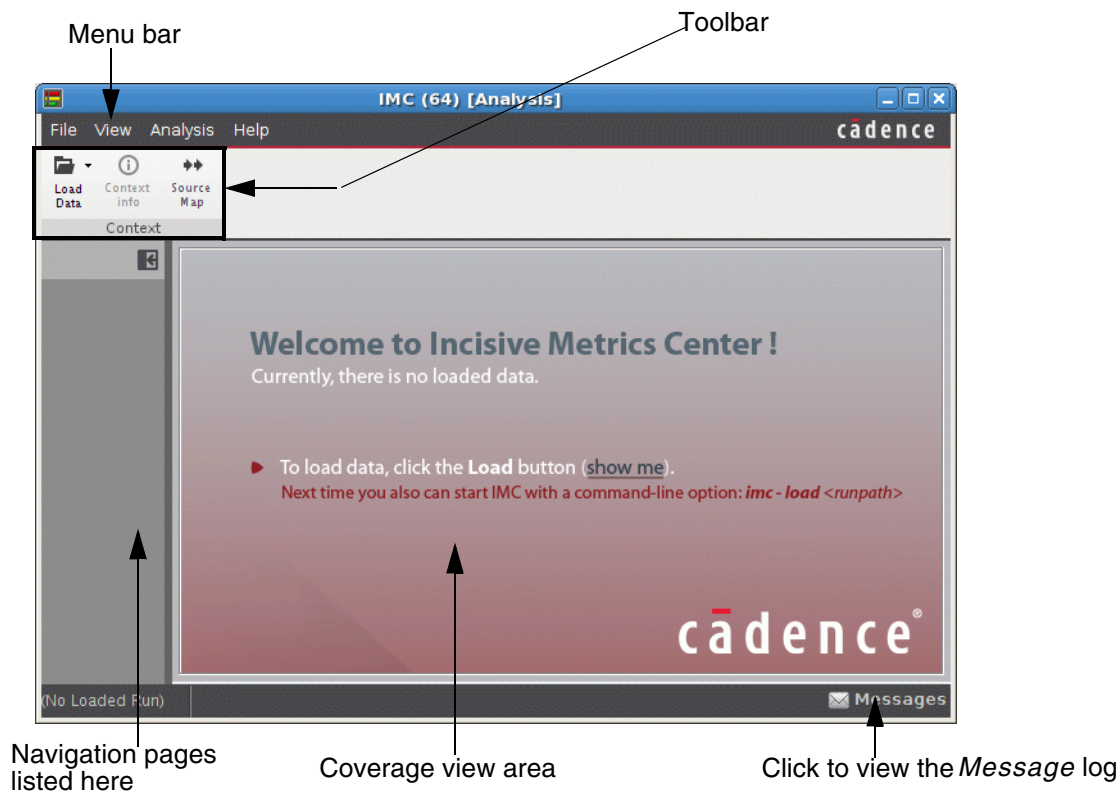 Menu bar
Toolbar
IMC (64) [Analysis]
File View Analysis Help
cādence
Load Data
Context info
Source Map
Context
Welcome to Incisive Metrics Center !
Currently, there is no loaded data.
To load data, click the Load button (show me).
Next time you also can start IMC with a command-line option: imc - load <runpath>
cādence®
(No Loaded Run)
Messages
Navigation pages
listed here
Coverage view area
Click to view the Message log